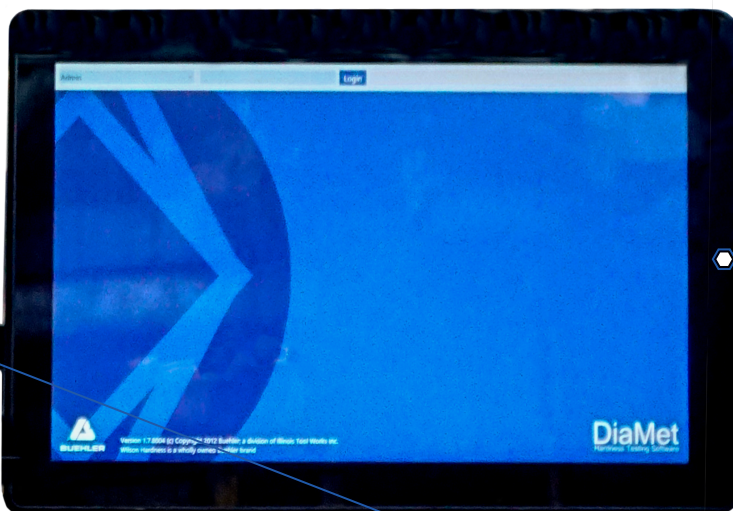 Admin
Login
BUEHLER
Version 1.7.8004 (c) Copyright 2012 Buehler: a division of Illinois Tool Works Inc.
Wilson Hardness is a wholly owned Buehler brand
DiaMet
Hardness Testing Software